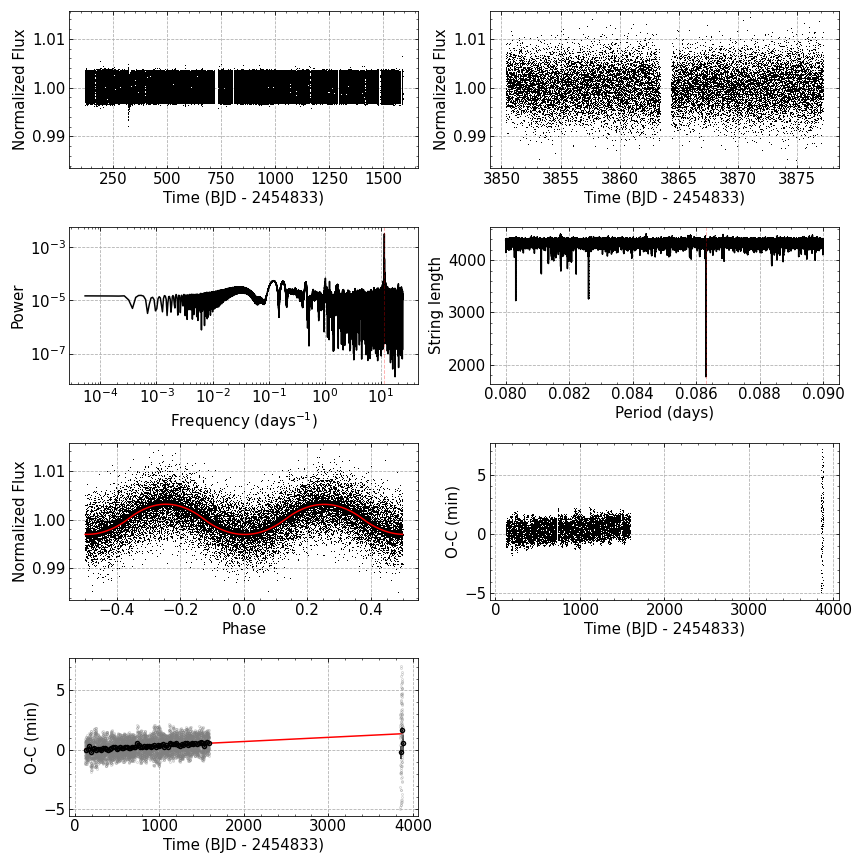 Normalized Flux
1.01
1.00
0.99
250 500 750 1000 1250 1500
Time (BJD - 2454833)
Normalized Flux
1.01
1.00
0.99
3850 3855 3860 3865 3870 3875
Time (BJD - 2454833)
Power
10⁻³
10⁻⁵
10⁻⁷
10⁻⁴ 10⁻³ 10⁻² 10⁻¹ 10⁰ 10¹
Frequency (days⁻¹)
String length
4000
3000
2000
0.080 0.082 0.084 0.086 0.088 0.090
Period (days)
Normalized Flux
1.01
1.00
0.99
−0.4 −0.2 0.0 0.2 0.4
Phase
O-C (min)
5
0
−5
0 1000 2000 3000 4000
Time (BJD - 2454833)
O-C (min)
5
0
−5
0 1000 2000 3000 4000
Time (BJD - 2454833)